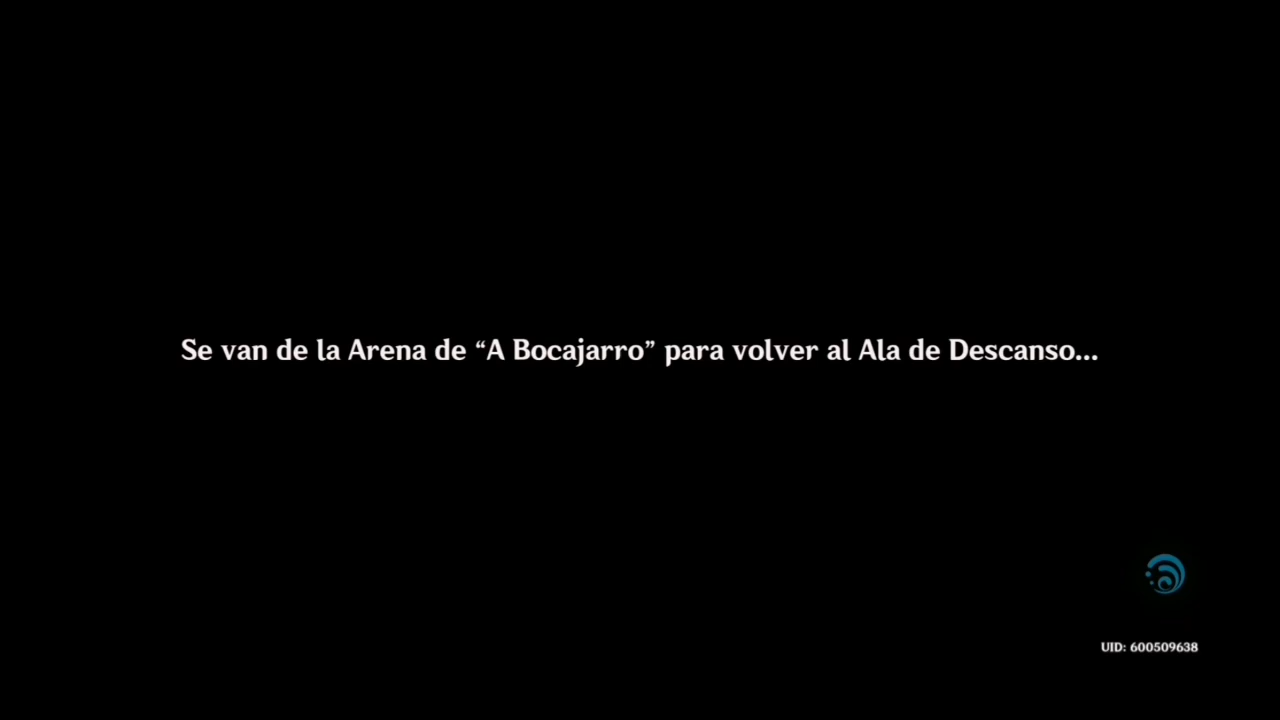 Se van de la Arena de “A Bocajarro” para volver al Ala de Descanso...
UID: 600509638